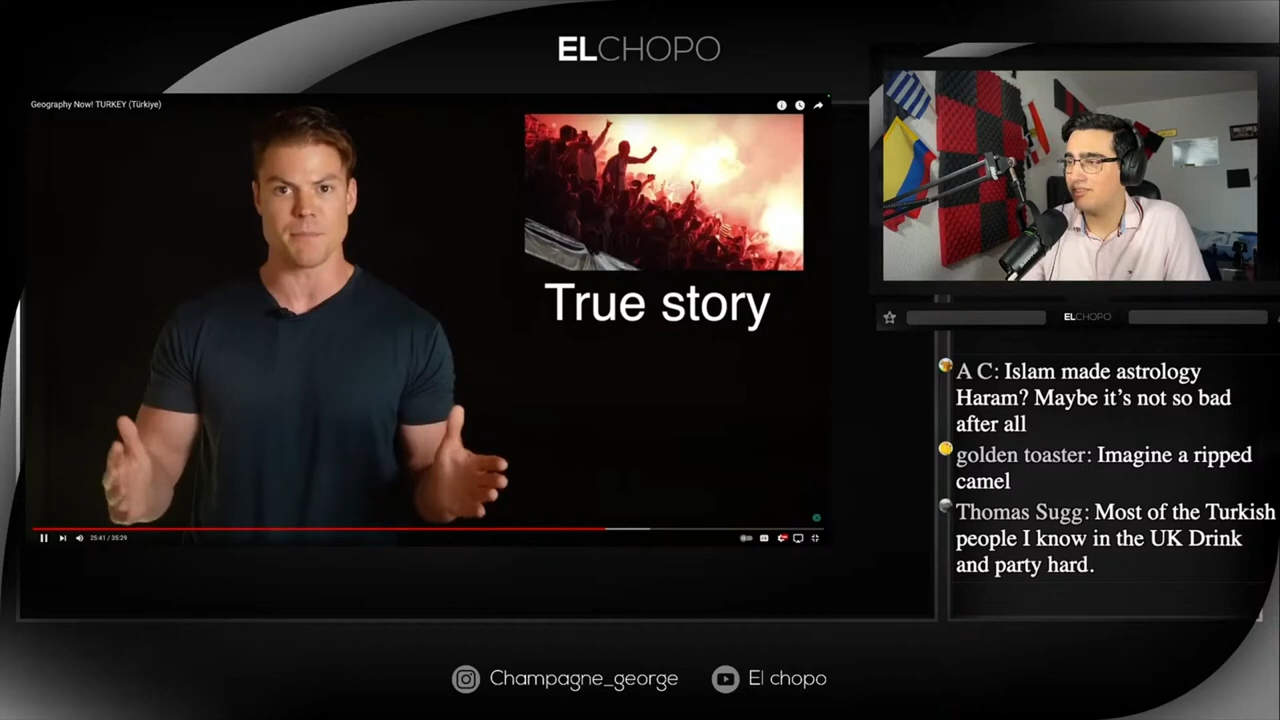 ELCHOPO
Geography Now! TURKEY (Türkiye)
True story
25:41 / 35:29
ELCHOPO
A C: Islam made astrology
Haram? Maybe it's not so bad
after all
golden toaster: Imagine a ripped
camel
Thomas Sugg: Most of the Turkish
people I know in the UK Drink
and party hard.
Champagne_george
El chopo